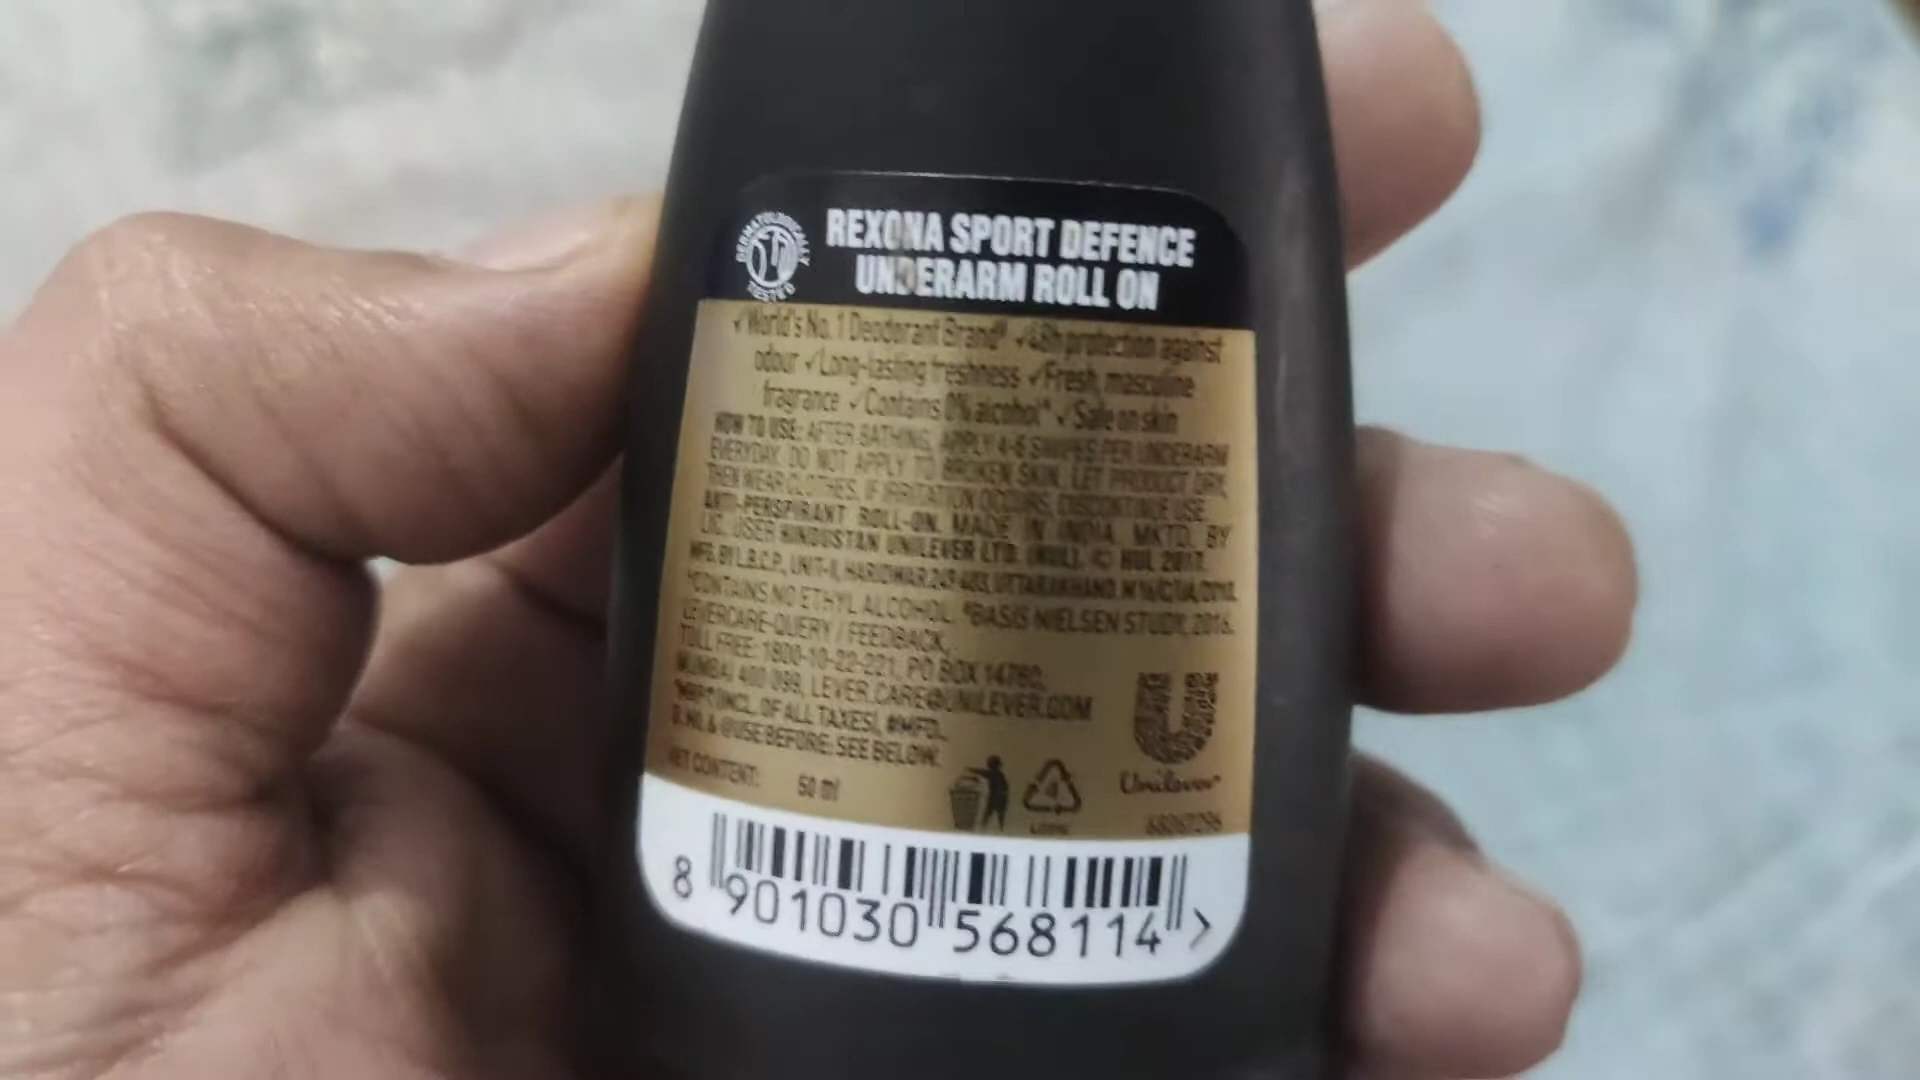 DERMATOLOGICALLY TESTED
REXONA SPORT DEFENCE
UNDERARM ROLL ON
✓World's No. 1 Deodorant Brand# ✓48h protection against
odour ✓Long-lasting freshness ✓Fresh, masculine
fragrance ✓Contains 0% alcohol* ✓Safe on skin
HOW TO USE: AFTER BATHING, APPLY 4-6 SWIPES PER UNDERARM
EVERYDAY. DO NOT APPLY TO BROKEN SKIN. LET PRODUCT DRY,
THEN WEAR CLOTHES. IF IRRITATION OCCURS, DISCONTINUE USE.
ANTI-PERSPIRANT ROLL-ON. MADE IN INDIA. MKTD. BY
LIC. USER HINDUSTAN UNILEVER LTD. (HUL). © HUL 2017.
MFG. BY L.B.C.P., UNIT-II, HARIDWAR 249 403, UTTARAKHAND.
*CONTAINS NO ETHYL ALCOHOL. #BASIS NIELSEN STUDY, 2016.
LEVERCARE-QUERY / FEEDBACK,
TOLL FREE: 1800-10-22-221, PO BOX 14760,
MUMBAI 400 099, LEVER.CARE@UNILEVER.COM
*MRP (INCL. OF ALL TAXES), #MFD.,
B.NO. & @USE BEFORE: SEE BELOW.
NET CONTENT: 50 ml
4
Unilever
8 901030 568114 >